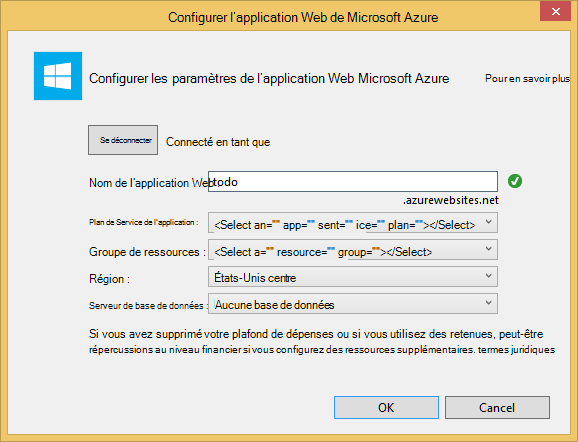 Configurer l'application Web de Microsoft Azure
Configurer les paramètres de l'application Web Microsoft Azure
Pour en savoir plus
Se déconnecter
Connecté en tant que
Nom de l'application Web
todo
.azurewebsites.net
Plan de Service de l'application :
<Select an="" app="" sent="" ice="" plan=""></Select>
Groupe de ressources :
<Select a="" resource="" group=""></Select>
Région :
États-Unis centre
Serveur de base de données :
Aucune base de données
Si vous avez supprimé votre plafond de dépenses ou si vous utilisez des retenues, peut-être
répercussions au niveau financier si vous configurez des ressources supplémentaires. termes juridiques
OK
Cancel